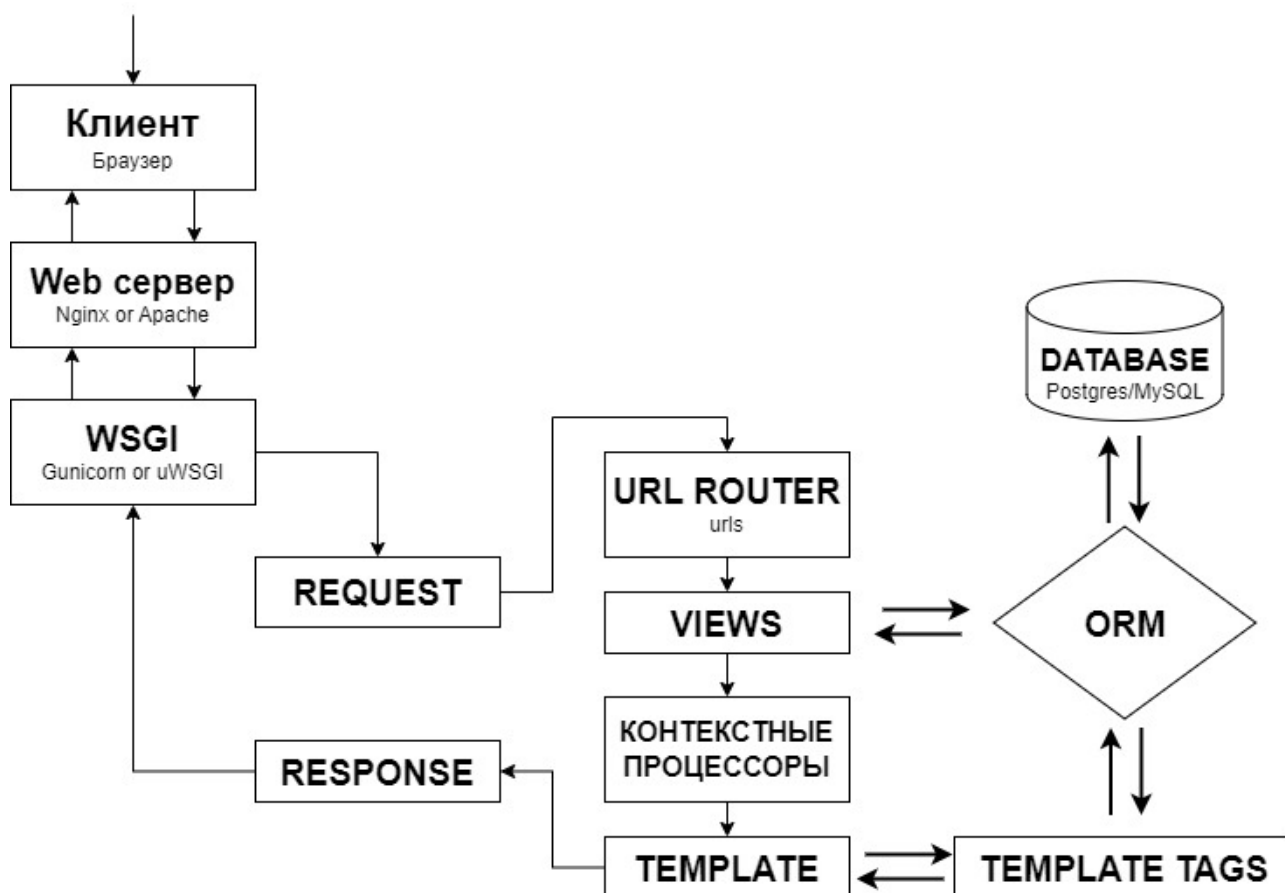 Клиент
Браузер
Web сервер
Nginx or Apache
WSGI
Gunicorn or uWSGI
REQUEST
RESPONSE
URL ROUTER
urls
VIEWS
КОНТЕКСТНЫЕ
ПРОЦЕССОРЫ
TEMPLATE
DATABASE
Postgres/MySQL
ORM
TEMPLATE TAGS